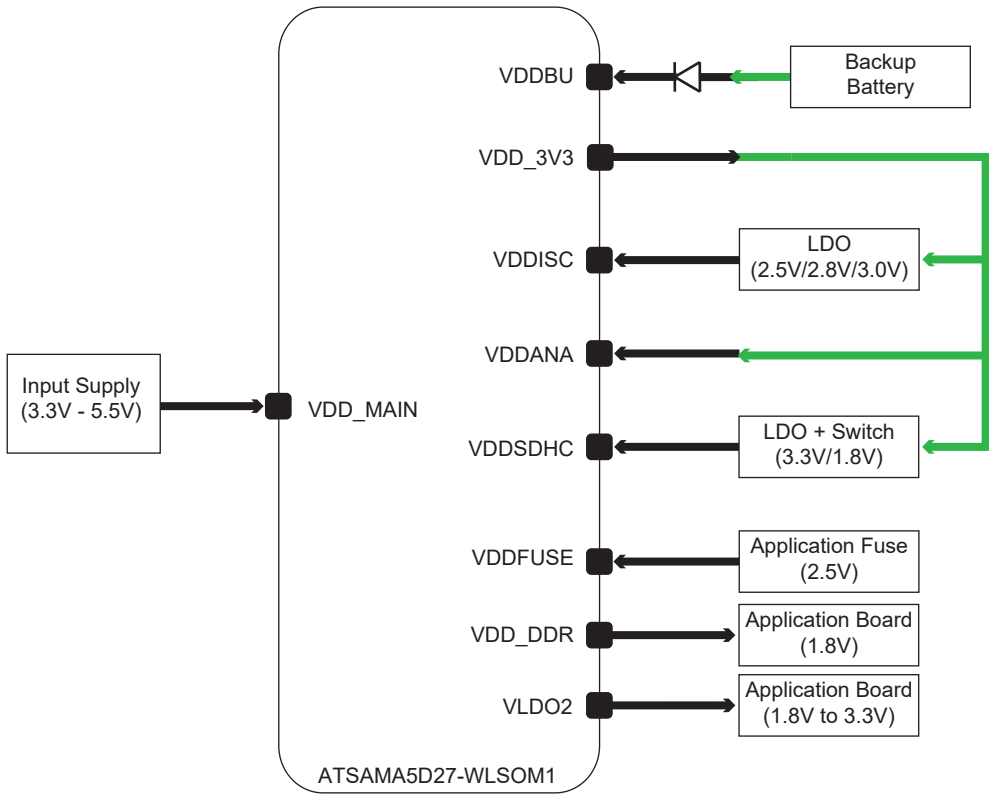 VDDBU
Backup
Battery
VDD_3V3
VDDISC
LDO
(2.5V/2.8V/3.0V)
VDDANA
Input Supply
(3.3V - 5.5V)
VDD_MAIN
VDDSDHC
LDO + Switch
(3.3V/1.8V)
VDDFUSE
Application Fuse
(2.5V)
VDD_DDR
Application Board
(1.8V)
VLDO2
Application Board
(1.8V to 3.3V)
ATSAMA5D27-WLSOM1